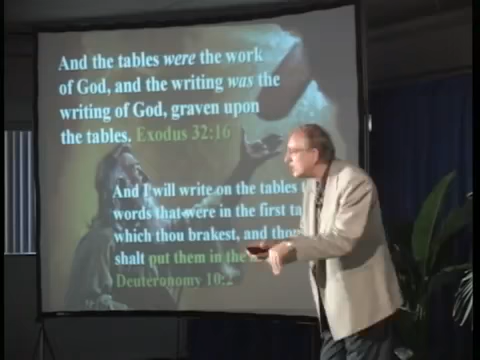 And the tables were the work
of God, and the writing was the
writing of God, graven upon
the tables. Exodus 32:16
And I will write on the tables
words that were in the first
which thou brakest, and
shalt put them in the
Deuteronomy 10:2